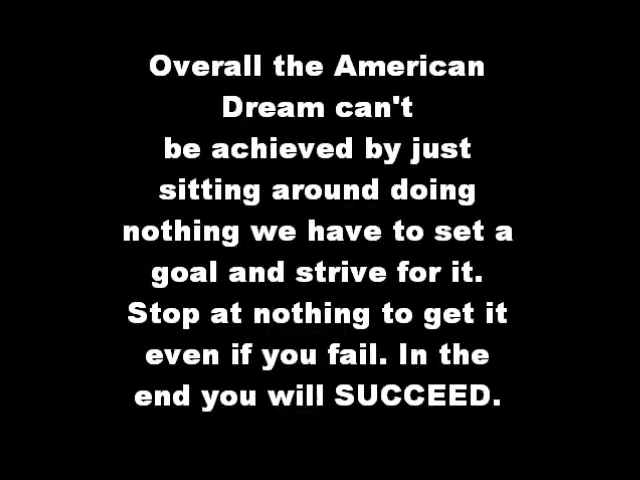 Overall the American
Dream can't
be achieved by just
sitting around doing
nothing we have to set a
goal and strive for it.
Stop at nothing to get it
even if you fail. In the
end you will SUCCEED.